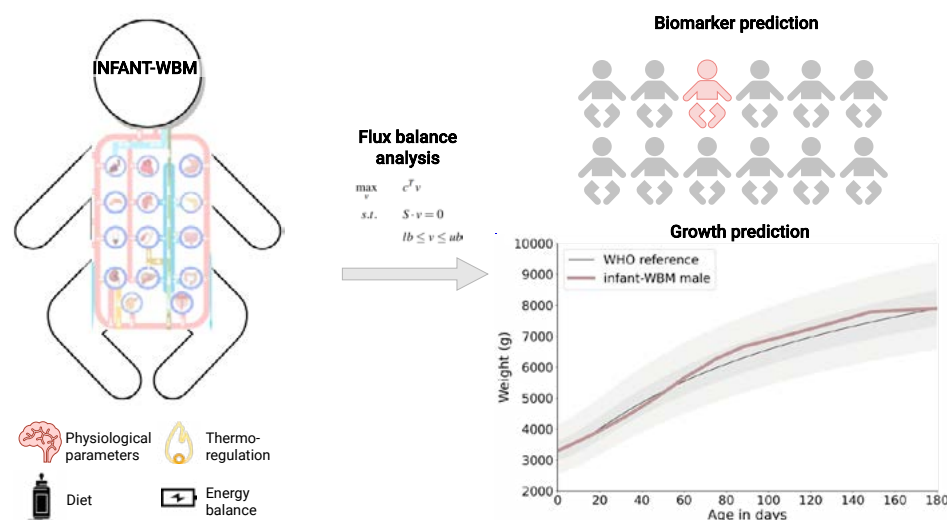 INFANT-WBM
Physiological
parameters
Thermo-
regulation
Diet
Energy
balance
Flux balance
analysis
max c^T v
v
s.t. S · v = 0
lb ≤ v ≤ ub
Biomarker prediction
Growth prediction
WHO reference
infant-WBM male
Weight (g)
10000
9000
8000
7000
6000
5000
4000
3000
2000
0 20 40 60 80 100 120 140 160 180
Age in days